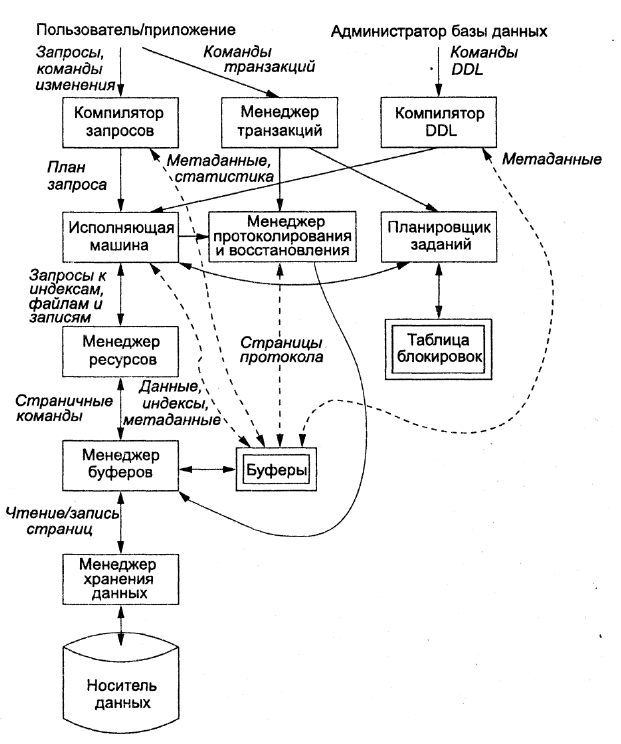 Пользователь/приложение
Администратор базы данных
Запросы,
команды
изменения
Команды
транзакций
Команды
DDL
Компилятор
запросов
Менеджер
транзакций
Компилятор
DDL
План
запроса
Метаданные,
статистика
Метаданные
Исполняющая
машина
Менеджер
протоколирования
и восстановления
Планировщик
заданий
Запросы к
индексам,
файлам и
записям
Страницы
протокола
Таблица
блокировок
Менеджер
ресурсов
Страничные
команды
Данные,
индексы,
метаданные
Менеджер
буферов
Буферы
Чтение/запись
страниц
Менеджер
хранения
данных
Носитель
данных